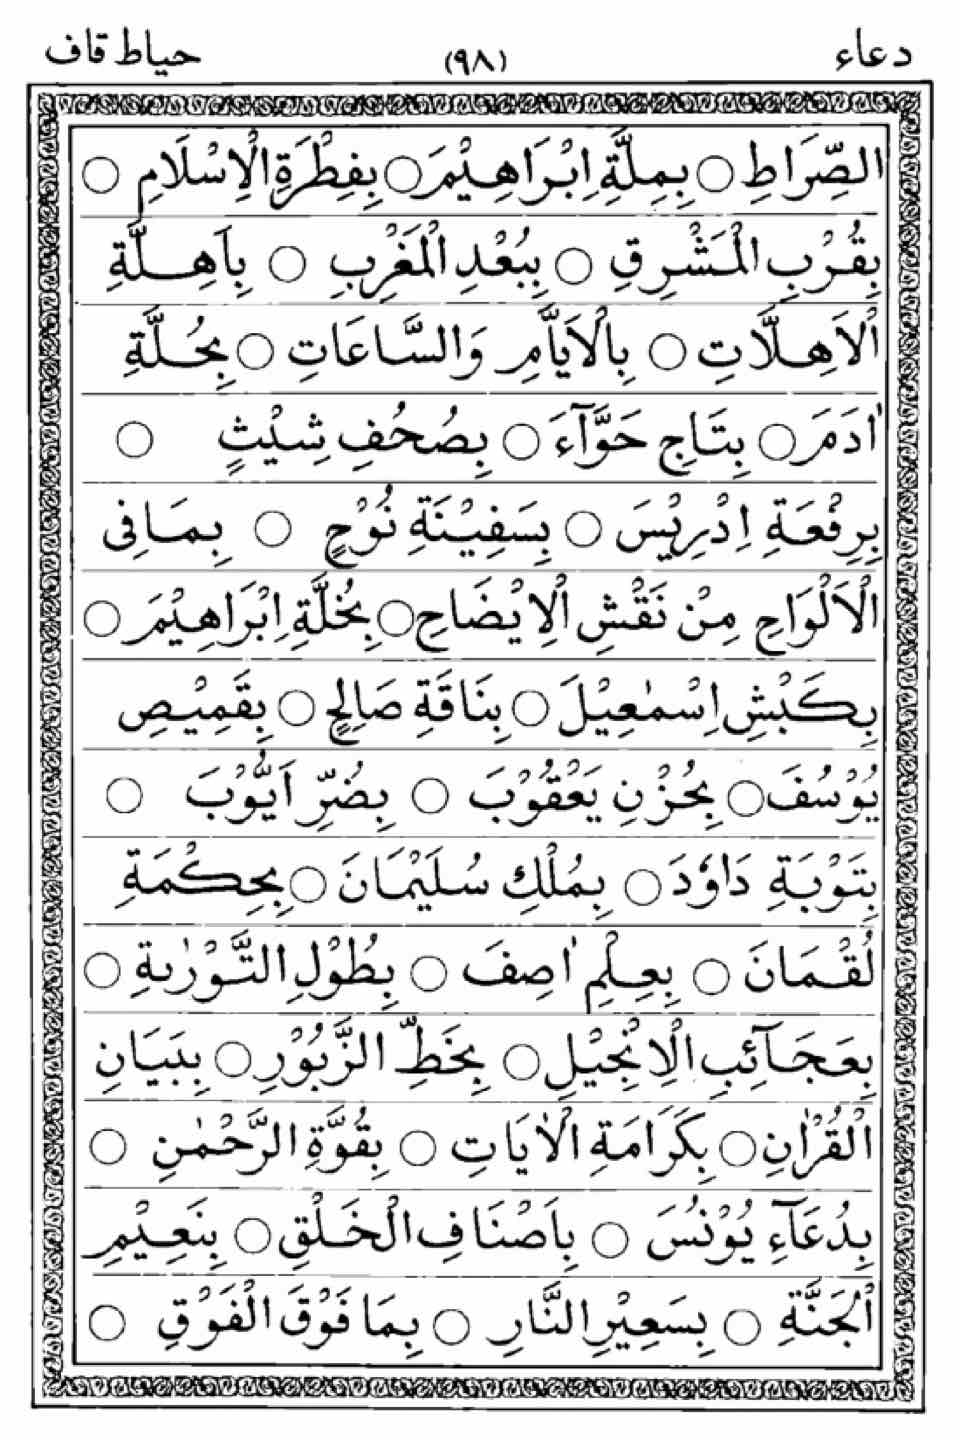 دعاء (٩٨) حیاط قاف
الصِّرَاطِ ○ بِمِلَّةِ اِبْرَاهِیْمَ ○ بِفِطْرَةِ الْاِسْلَامِ ○
بِقُرْبِ الْمَشْرِقِ ○ بِبُعْدِ الْمَغْرِبِ ○ بِاَهِلَّةِ
الْاَهِلَّاتِ ○ بِالْاَیَّامِ وَالسَّاعَاتِ ○ بِحُلَّةِ
اٰدَمَ ○ بِتَاجِ حَوَّآءَ ○ بِصُحُفِ شِیْثٍ ○
بِرِفْعَةِ اِدْرِیْسَ ○ بِسَفِیْنَةِ نُوْحٍ ○ بِمَا فِی
الْاَلْوَاحِ مِنْ نَقْشِ الْاِیْضَاحِ ○ بِخُلَّةِ اِبْرَاهِیْمَ ○
بِكَبْشِ اِسْمٰعِیْلَ ○ بِنَاقَةِ صَالِحٍ ○ بِقَمِیْصِ
یُوْسُفَ ○ بِحُزْنِ یَعْقُوْبَ ○ بِضُرِّ اَیُّوْبَ ○
بِتَوْبَةِ دَاوٗدَ ○ بِمُلْكِ سُلَیْمَانَ ○ بِحِكْمَةِ
لُقْمَانَ ○ بِعِلْمِ اٰصِفَ ○ بِطُوْلِ التَّوْرٰىةِ ○
بِعَجَآئِبِ الْاِنْجِیْلِ ○ بِخَطِّ الزَّبُوْرِ ○ بِبَیَانِ
الْقُرْاٰنِ ○ بِكَرَامَةِ الْاٰیَاتِ ○ بِقُوَّةِ الرَّحْمٰنِ ○
بِدُعَآءِ یُوْنُسَ ○ بِاَصْنَافِ الْخَلْقِ ○ بِنَعِیْمِ
الْجَنَّةِ ○ بِسَعِیْرِ النَّارِ ○ بِمَا فَوْقَ الْفَوْقِ ○